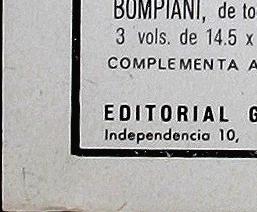 BOMPIANI, de to
3 vols. de 14.5 x
COMPLEMENTA A
EDITORIAL G
Independencia 10,